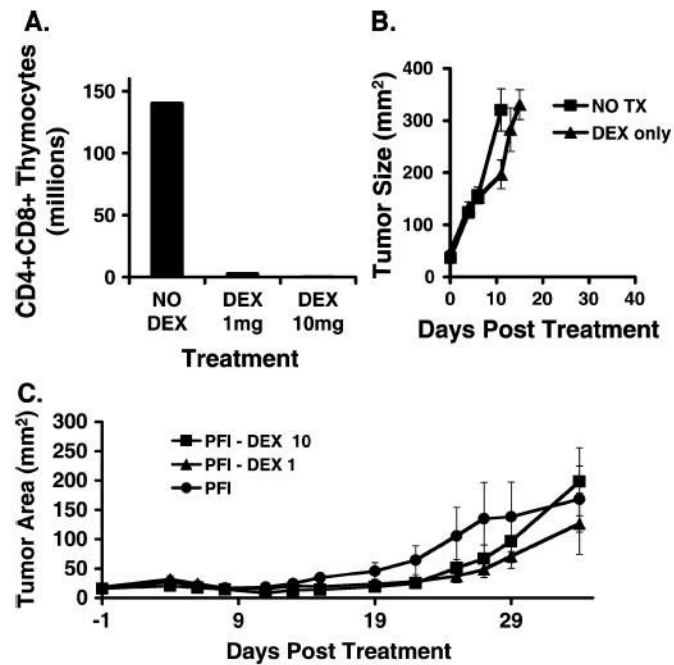 A.
CD4+CD8+ Thymocytes
(millions)
150
100
50
0
NO
DEX
DEX
1mg
DEX
10mg
Treatment
B.
Tumor Size (mm²)
400
300
200
100
0
0 10 20 30 40
NO TX
DEX only
Days Post Treatment
C.
Tumor Area (mm²)
300
250
200
150
100
50
0
-1 9 19 29
PFI - DEX 10
PFI - DEX 1
PFI
Days Post Treatment